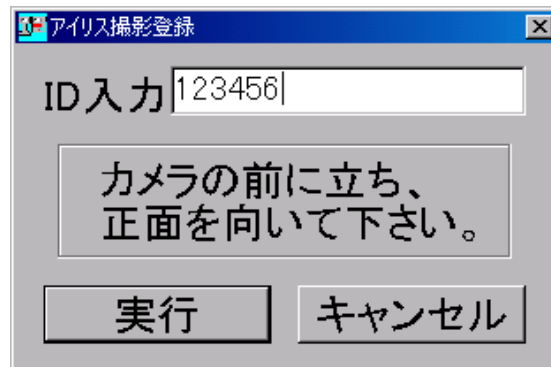 アイリス撮影登録
ID入力 123456
カメラの前に立ち、
正面を向いて下さい。
実行 キャンセル